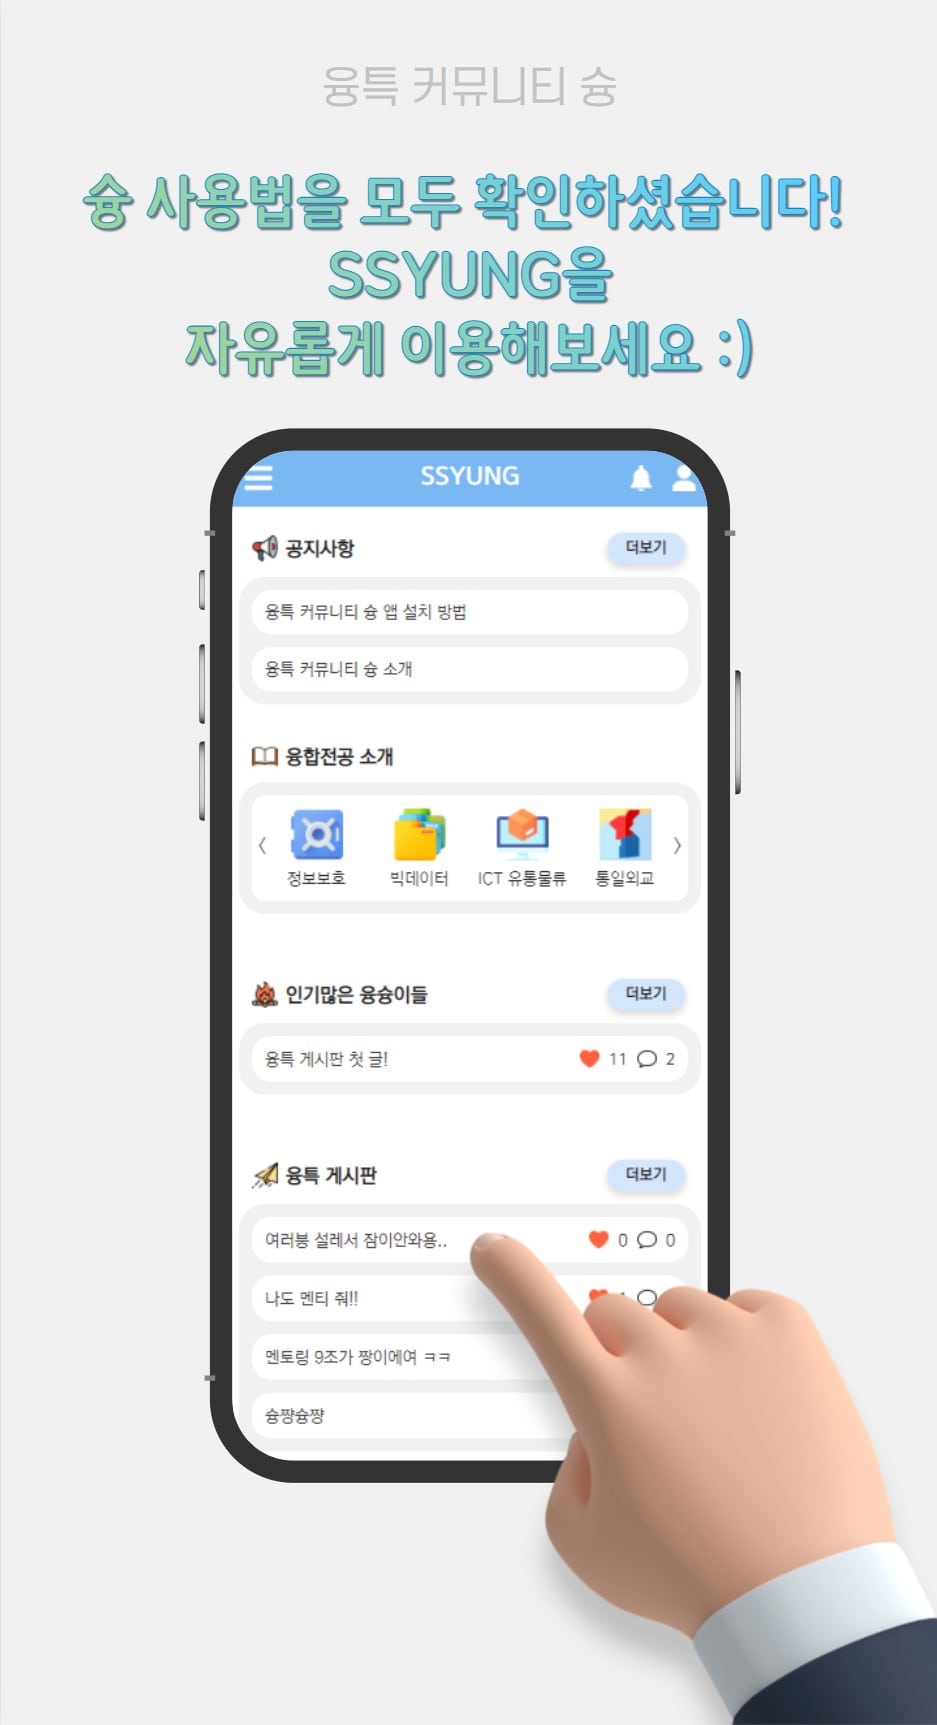 융특 커뮤니티 슝
슝 사용법을 모두 확인하셨습니다!
SSYUNG을
자유롭게 이용해보세요 :)
SSYUNG
공지사항 더보기
융특 커뮤니티 슝 앱 설치 방법
융특 커뮤니티 슝 소개
융합전공 소개
정보보호 빅데이터 ICT 유통물류 통일외교
인기많은 융슝이들 더보기
융특 게시판 첫 글! 11 2
융특 게시판 더보기
여러붕 설레서 잠이안와용.. 0 0
나도 멘티 줘!!
멘토링 9조가 짱이에여 ㅋㅋ
슝쨩슝쨩